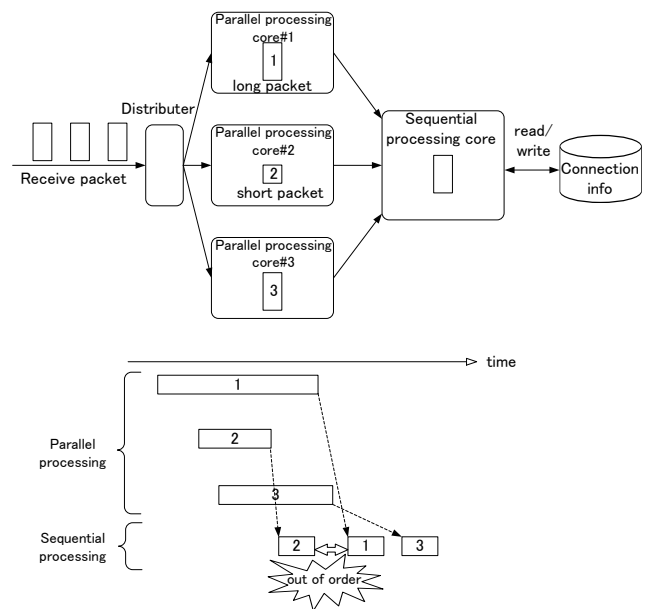 Parallel processing
core#1
1
long packet
Distributer
Receive packet
Parallel processing
core#2
2
short packet
Parallel processing
core#3
3
Sequential
processing core
read/
write
Connection
info
time
Parallel
processing
1
2
3
Sequential
processing
2
1
3
out of order